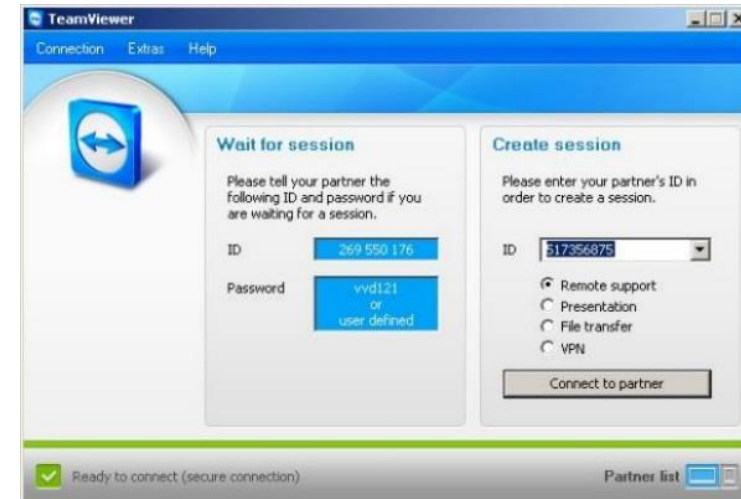 TeamViewer
Connection Extras Help
Wait for session
Please tell your partner the
following ID and password if you
are waiting for a session.
ID 269 550 176
Password vvd121
or
user defined
Create session
Please enter your partner's ID in
order to create a session.
ID 517356875
Remote support
Presentation
File transfer
VPN
Connect to partner
Ready to connect (secure connection)
Partner list